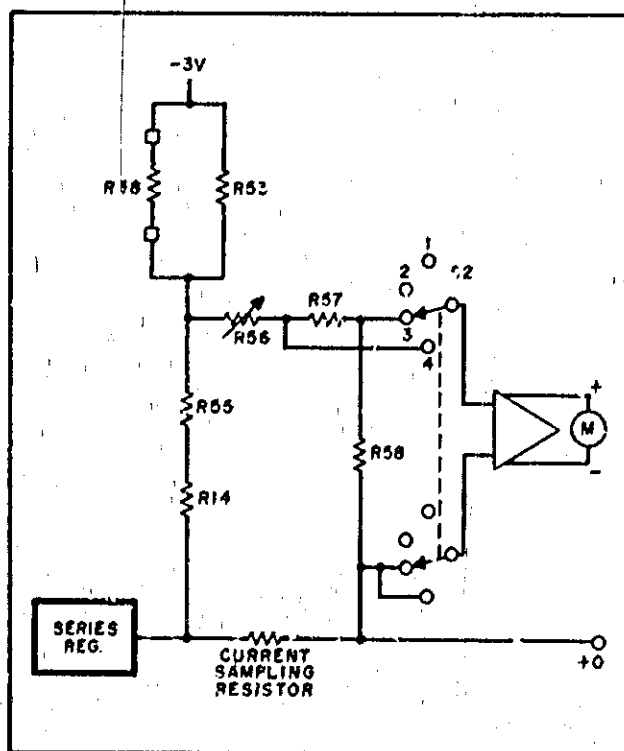 -3V
R53
R57
1
2
3
R56
4
R55
R58
+
M
-
R14
SERIES
REG.
CURRENT
SAMPLING
RESISTOR
+O